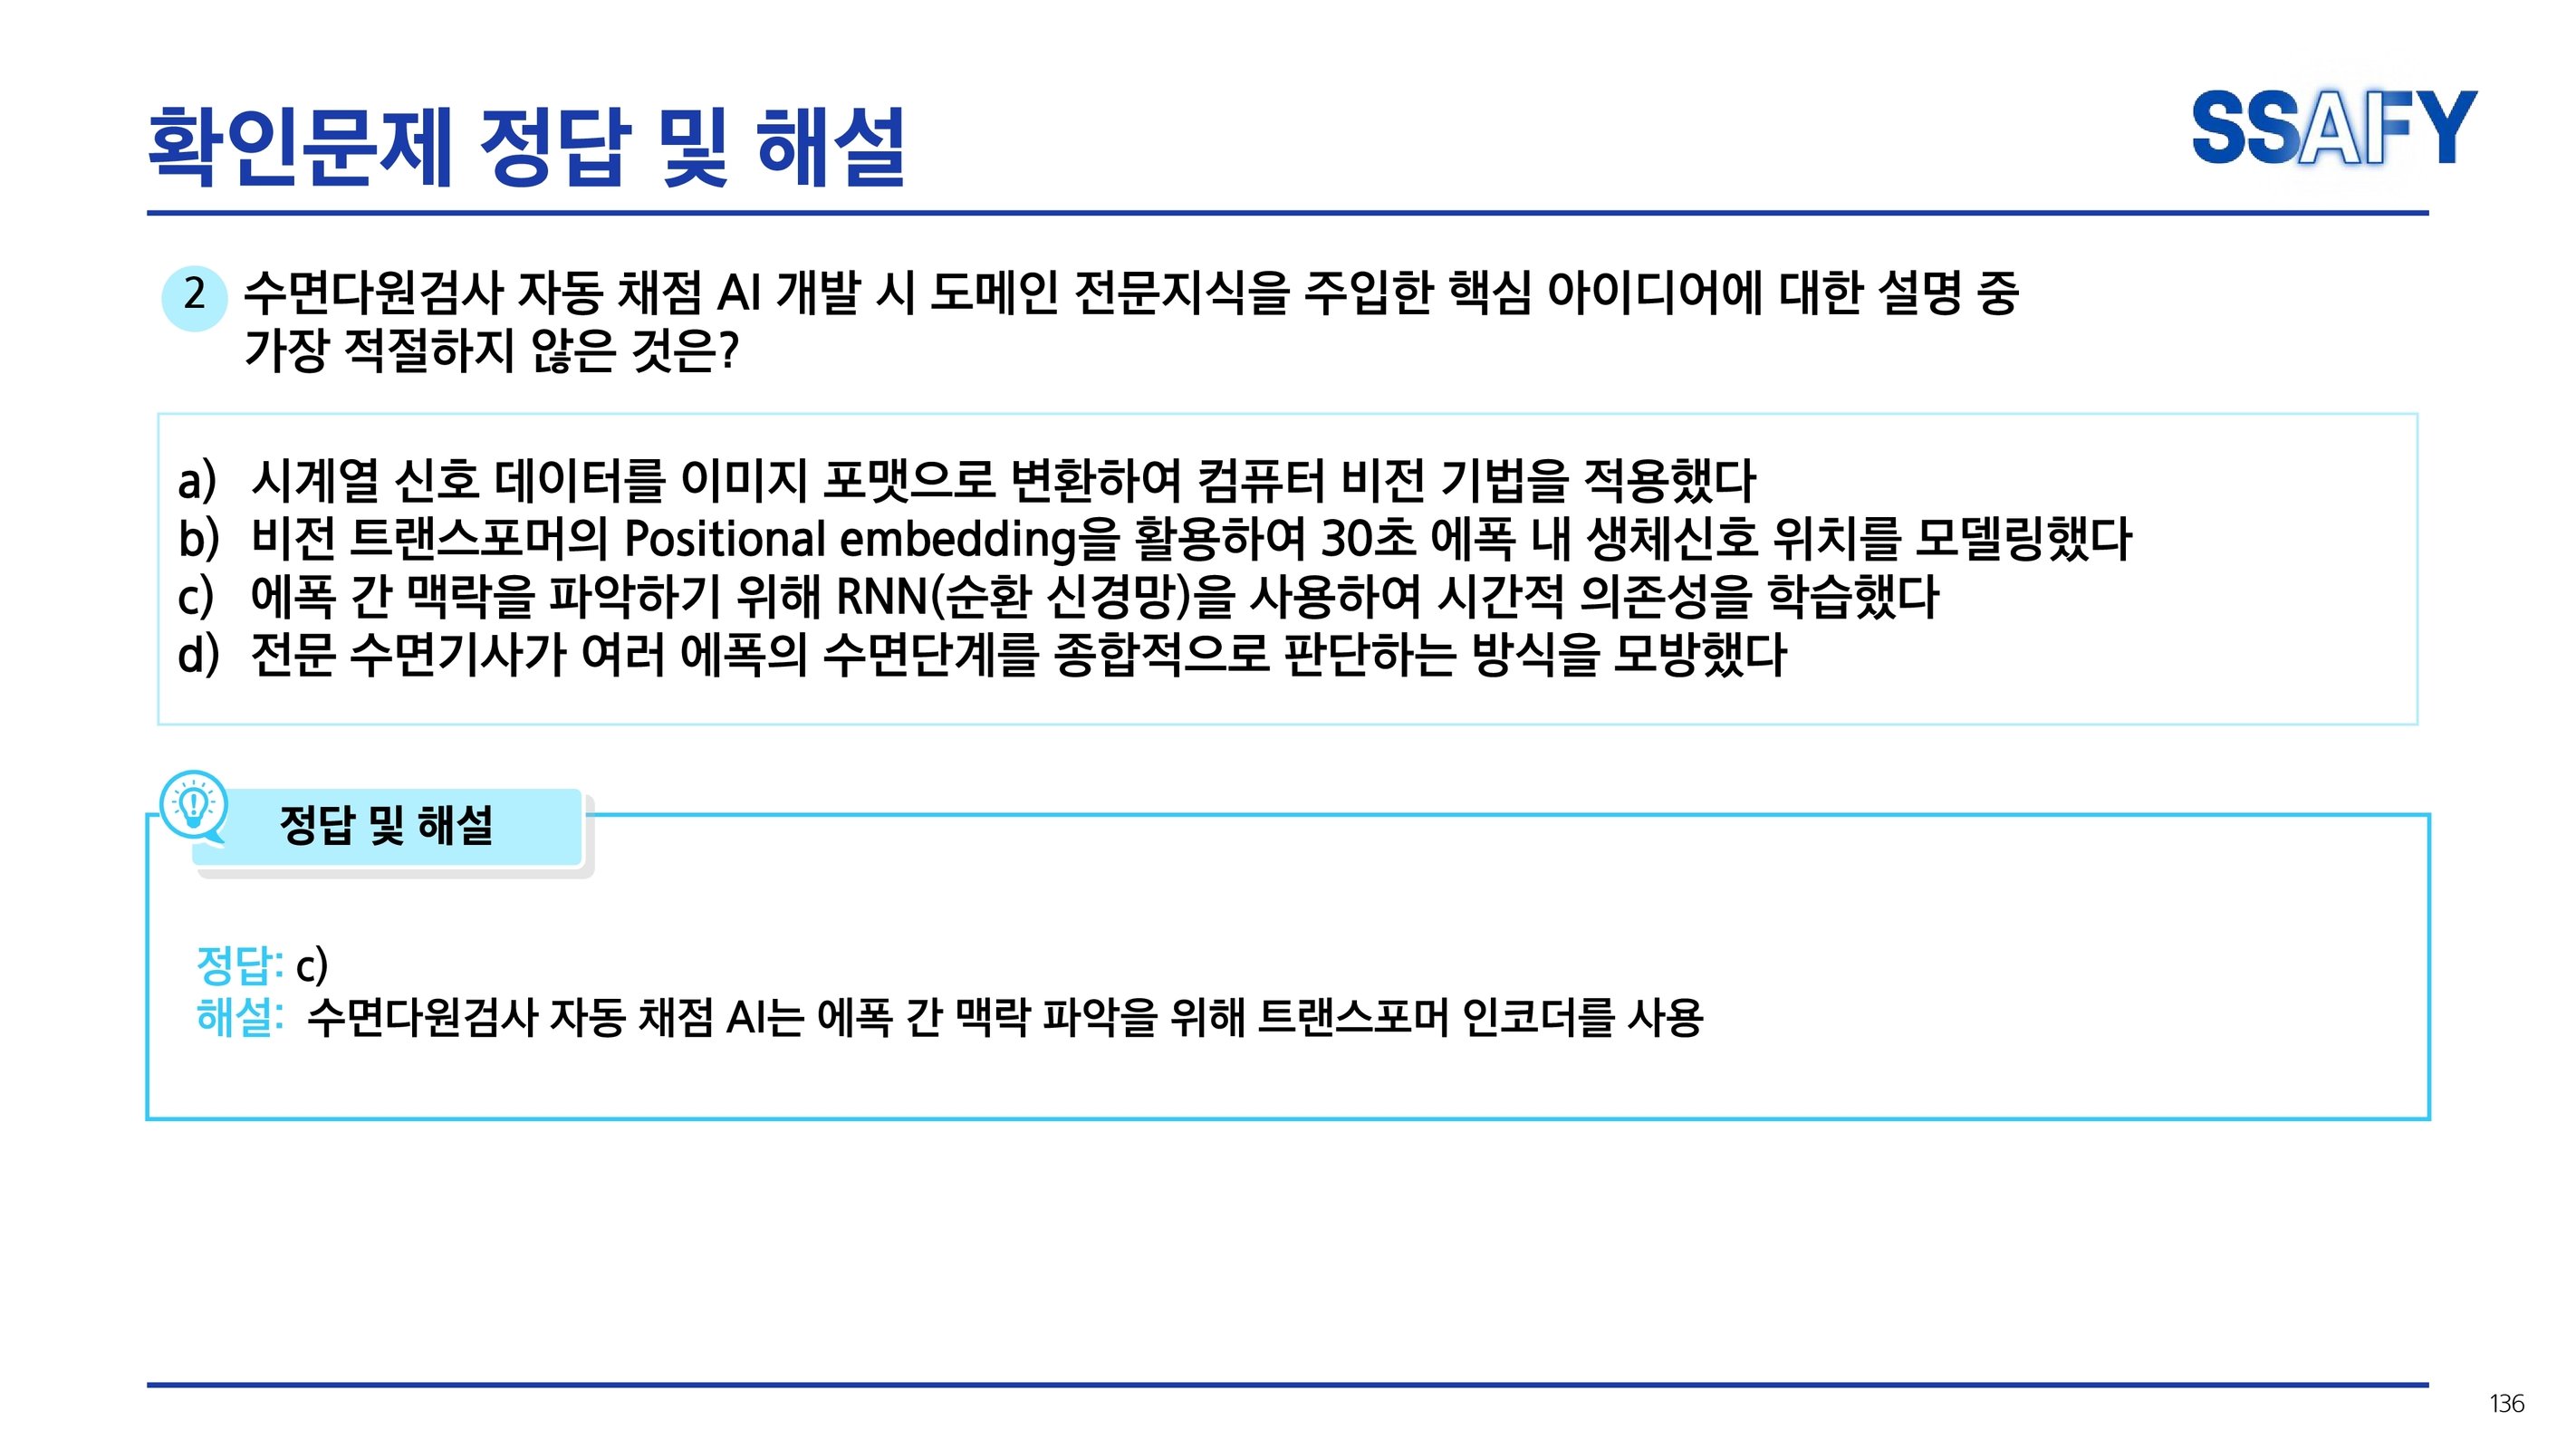 확인문제 정답 및 해설
SSAFY
2 수면다원검사 자동 채점 AI 개발 시 도메인 전문지식을 주입한 핵심 아이디어에 대한 설명 중
가장 적절하지 않은 것은?
a) 시계열 신호 데이터를 이미지 포맷으로 변환하여 컴퓨터 비전 기법을 적용했다
b) 비전 트랜스포머의 Positional embedding을 활용하여 30초 에폭 내 생체신호 위치를 모델링했다
c) 에폭 간 맥락을 파악하기 위해 RNN(순환 신경망)을 사용하여 시간적 의존성을 학습했다
d) 전문 수면기사가 여러 에폭의 수면단계를 종합적으로 판단하는 방식을 모방했다
정답 및 해설
정답: c)
해설: 수면다원검사 자동 채점 AI는 에폭 간 맥락 파악을 위해 트랜스포머 인코더를 사용
136